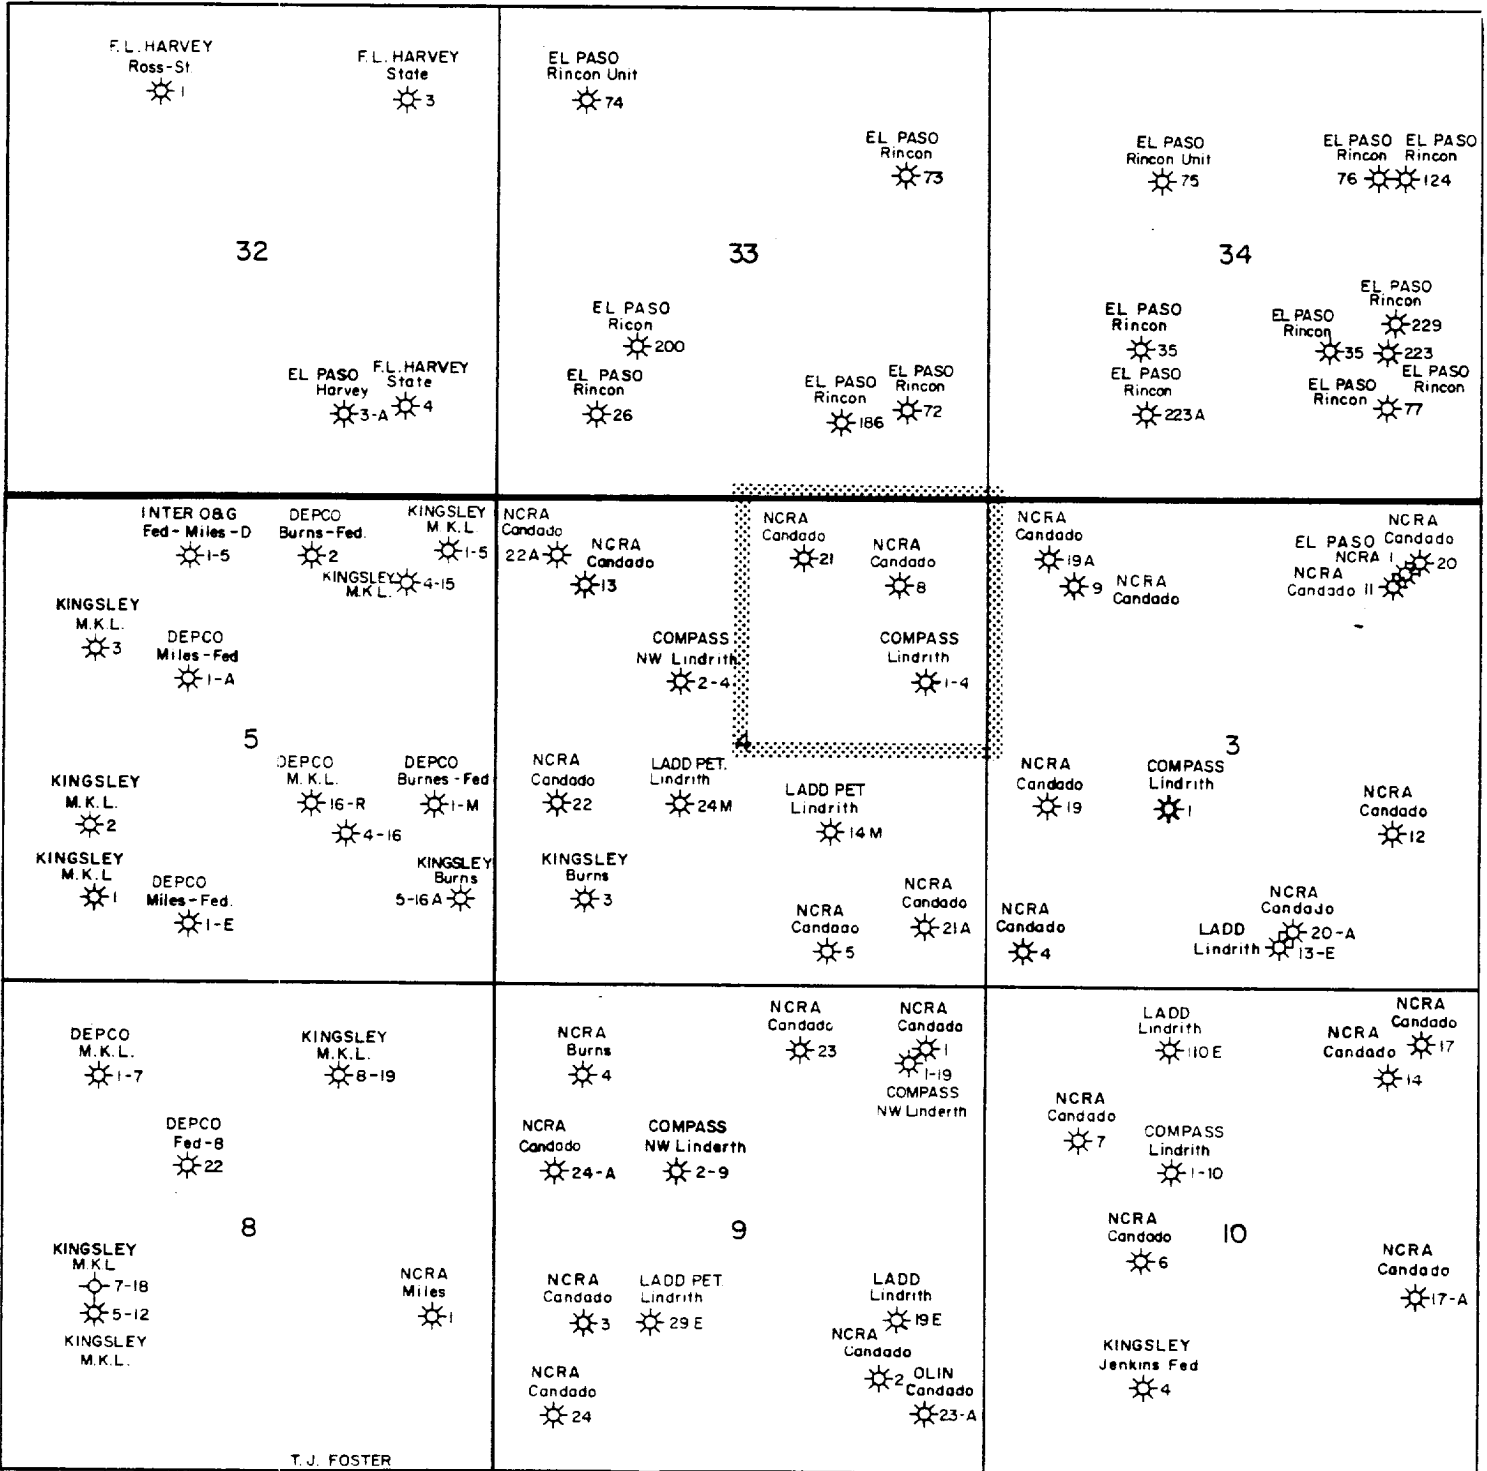 F.L. HARVEY
Ross-St.
1
F.L. HARVEY
State
3
32
EL PASO
Harvey
3-A
F.L. HARVEY
State
4
EL PASO
Rincon Unit
74
EL PASO
Rincon
73
33
EL PASO
Ricon
200
EL PASO
Rincon
26
EL PASO
Rincon
186
EL PASO
Rincon
72
EL PASO
Rincon Unit
75
EL PASO
Rincon
76
EL PASO
Rincon
124
34
EL PASO
Rincon
35
EL PASO
Rincon
223A
EL PASO
Rincon
35
EL PASO
Rincon
229
223
EL PASO
Rincon
EL PASO
Rincon
77
INTER O&G
Fed-Miles-D
1-5
DEPCO
Burns-Fed.
2
KINGSLEY
M.K.L.
1-5
KINGSLEY
M.K.L.
4-15
KINGSLEY
M.K.L.
3
DEPCO
Miles-Fed
1-A
5
KINGSLEY
M.K.L.
2
DEPCO
M.K.L.
16-R
DEPCO
Burnes-Fed
1-M
4-16
KINGSLEY
M.K.L
1
DEPCO
Miles-Fed.
1-E
KINGSLEY
Burns
5-16A
NCRA
Candado
22A
NCRA
Candado
13
NCRA
Candado
21
NCRA
Candado
8
COMPASS
NW Lindrith
2-4
COMPASS
Lindrith
1-4
4
NCRA
Candado
22
LADD PET.
Lindrith
24M
LADD PET
Lindrith
14M
KINGSLEY
Burns
3
NCRA
Candado
5
NCRA
Candado
21A
NCRA
Candado
19A
9
NCRA
Candado
EL PASO
NCRA 1
NCRA
Candado
20
NCRA
Candado 11
3
NCRA
Candado
19
COMPASS
Lindrith
1
NCRA
Candado
12
NCRA
Candado
4
NCRA
Candado
20-A
LADD
Lindrith
13-E
DEPCO
M.K.L.
1-7
KINGSLEY
M.K.L.
8-19
DEPCO
Fed-8
22
8
KINGSLEY
M.K.L
7-18
5-12
KINGSLEY
M.K.L.
NCRA
Miles
1
T.J. FOSTER
NCRA
Burns
4
NCRA
Candado
23
NCRA
Candado
1
1-19
COMPASS
NW Linderth
NCRA
Candado
24-A
COMPASS
NW Linderth
2-9
9
NCRA
Candado
3
LADD PET.
Lindrith
29E
LADD
Lindrith
19E
NCRA
Candado
2
OLIN
Candado
23-A
NCRA
Candado
24
LADD
Lindrith
110E
NCRA
Candado
14
NCRA
Candado
17
NCRA
Candado
7
COMPASS
Lindrith
1-10
NCRA
Candado
6
10
NCRA
Candado
17-A
KINGSLEY
Jenkins Fed
4